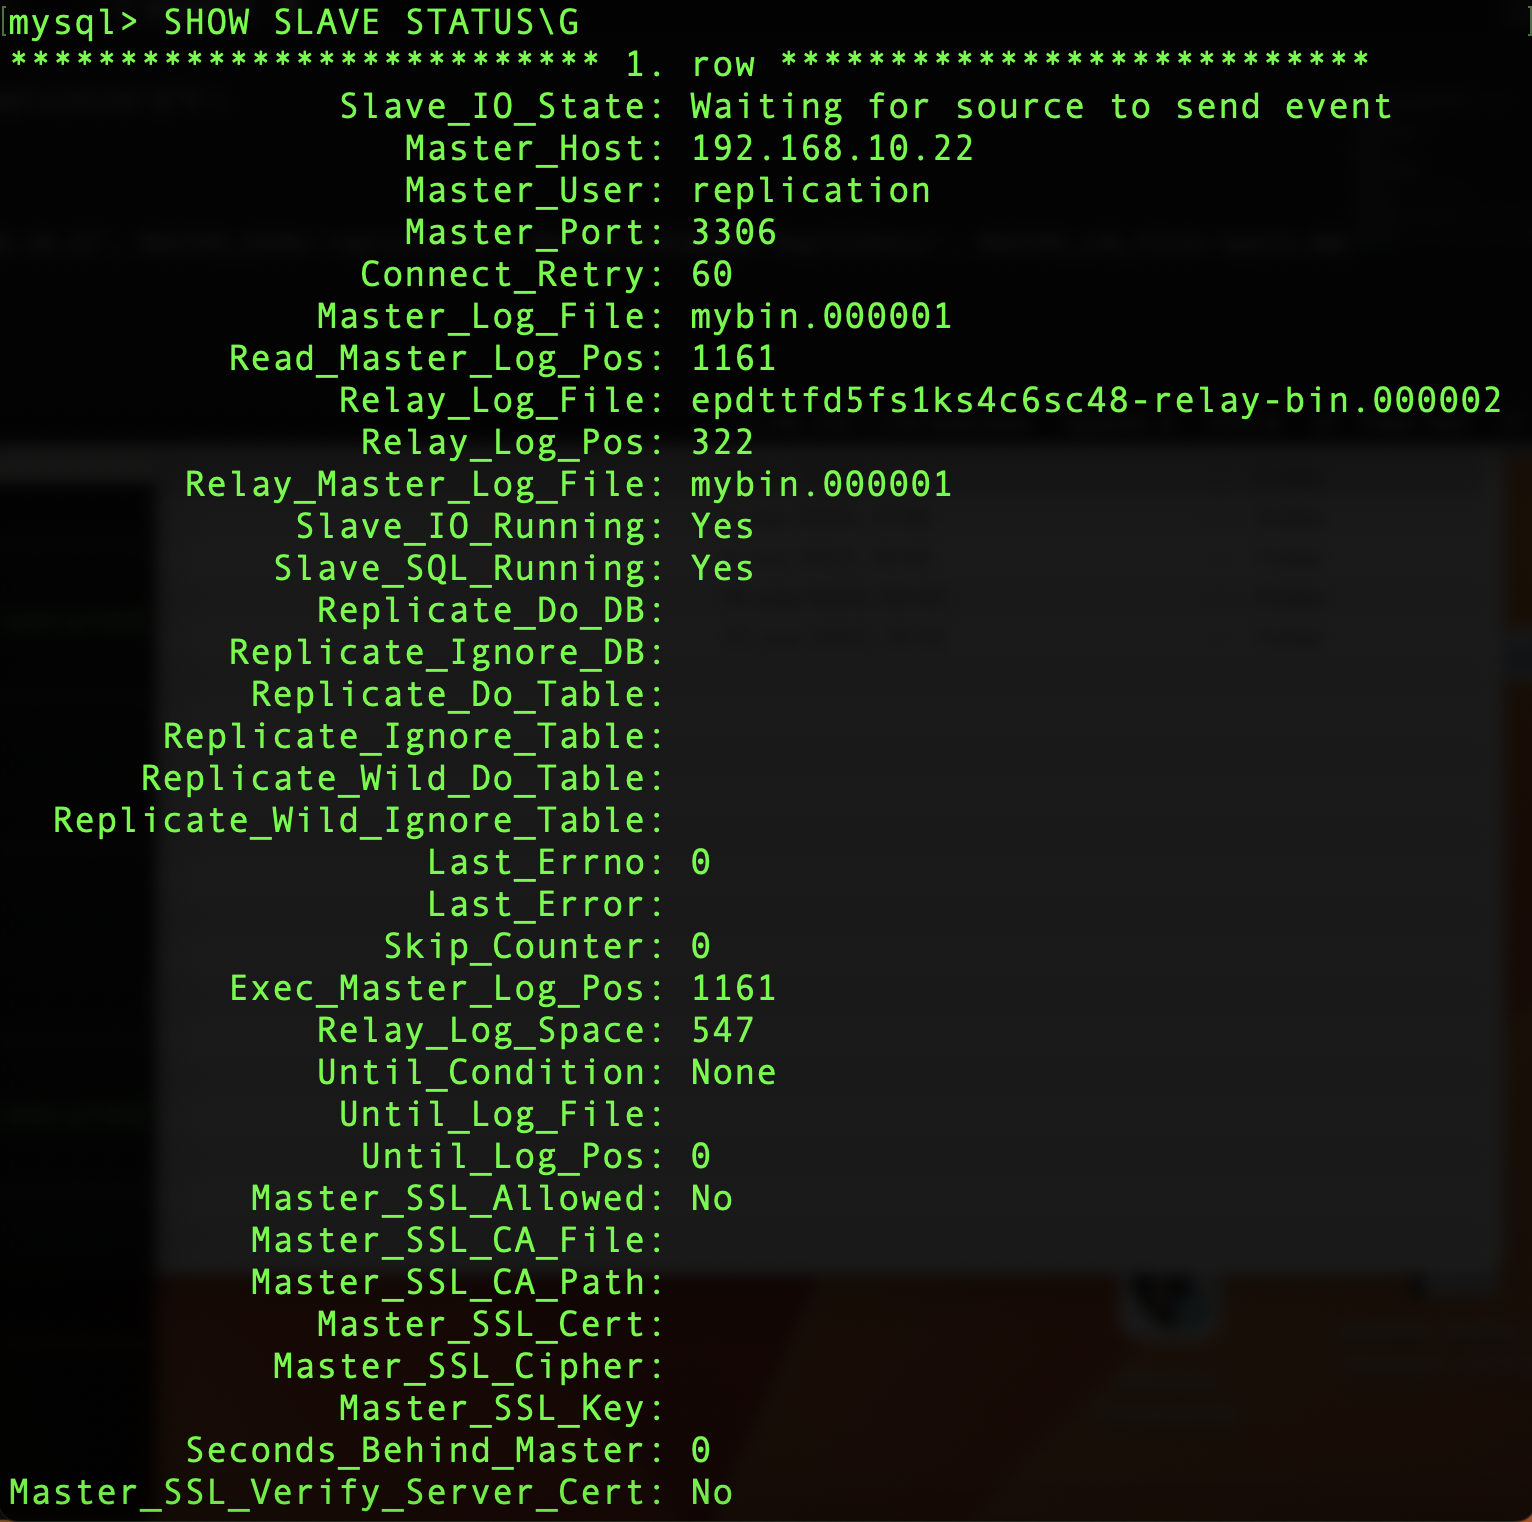 mysql> SHOW SLAVE STATUS\G
*************************** 1. row ***************************
Slave_IO_State: Waiting for source to send event
Master_Host: 192.168.10.22
Master_User: replication
Master_Port: 3306
Connect_Retry: 60
Master_Log_File: mybin.000001
Read_Master_Log_Pos: 1161
Relay_Log_File: epdttfd5fs1ks4c6sc48-relay-bin.000002
Relay_Log_Pos: 322
Relay_Master_Log_File: mybin.000001
Slave_IO_Running: Yes
Slave_SQL_Running: Yes
Replicate_Do_DB:
Replicate_Ignore_DB:
Replicate_Do_Table:
Replicate_Ignore_Table:
Replicate_Wild_Do_Table:
Replicate_Wild_Ignore_Table:
Last_Errno: 0
Last_Error:
Skip_Counter: 0
Exec_Master_Log_Pos: 1161
Relay_Log_Space: 547
Until_Condition: None
Until_Log_File:
Until_Log_Pos: 0
Master_SSL_Allowed: No
Master_SSL_CA_File:
Master_SSL_CA_Path:
Master_SSL_Cert:
Master_SSL_Cipher:
Master_SSL_Key:
Seconds_Behind_Master: 0
Master_SSL_Verify_Server_Cert: No